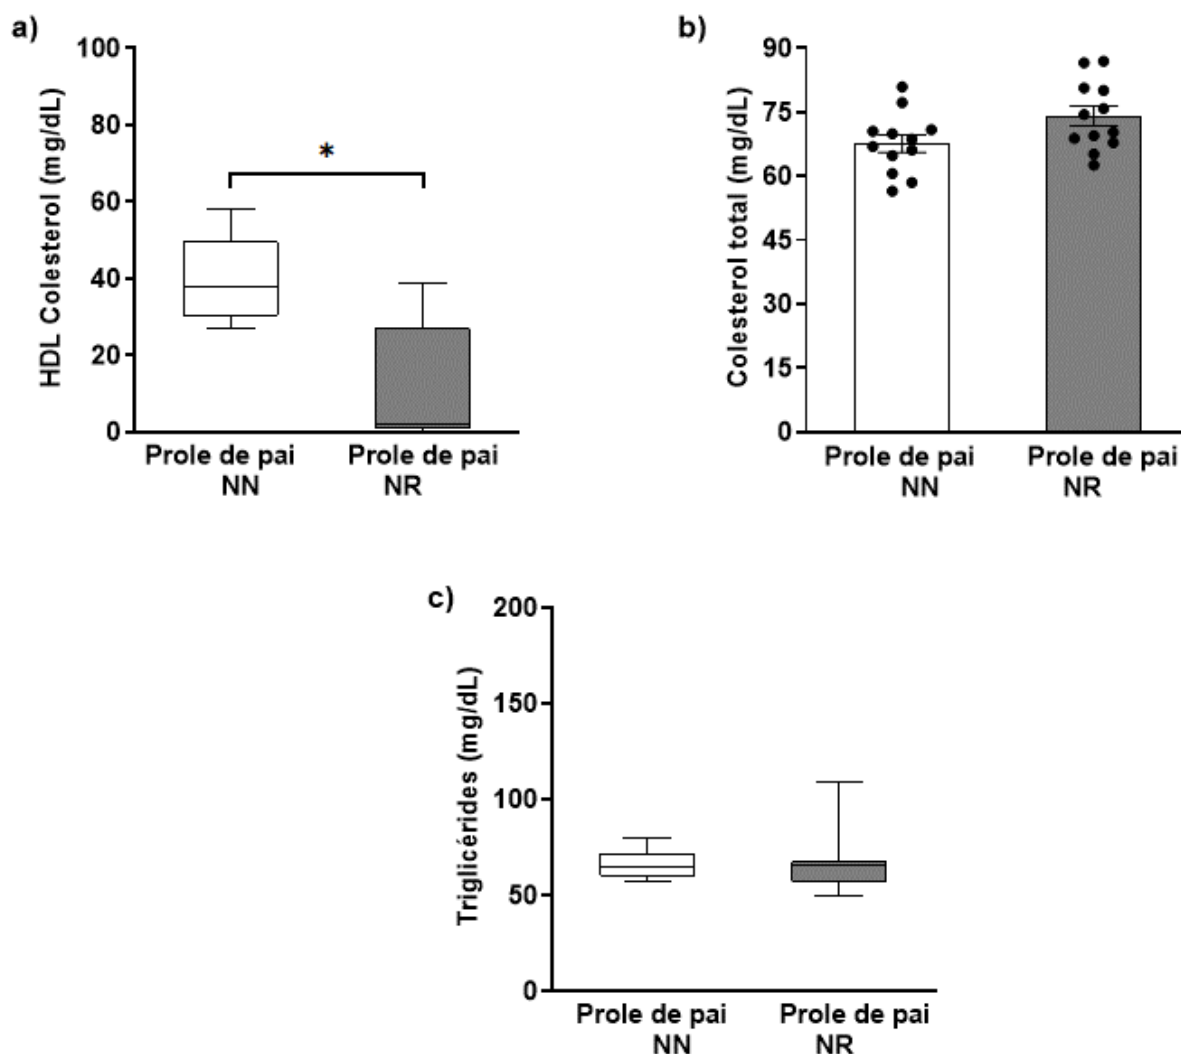 a)
HDL Colesterol (mg/dL)
100
80
60
40
20
0
*
Prole de pai
NN
Prole de pai
NR
b)
Colesterol total (mg/dL)
90
75
60
45
30
15
0
Prole de pai
NN
Prole de pai
NR
c)
Triglicérides (mg/dL)
200
150
100
50
0
Prole de pai
NN
Prole de pai
NR